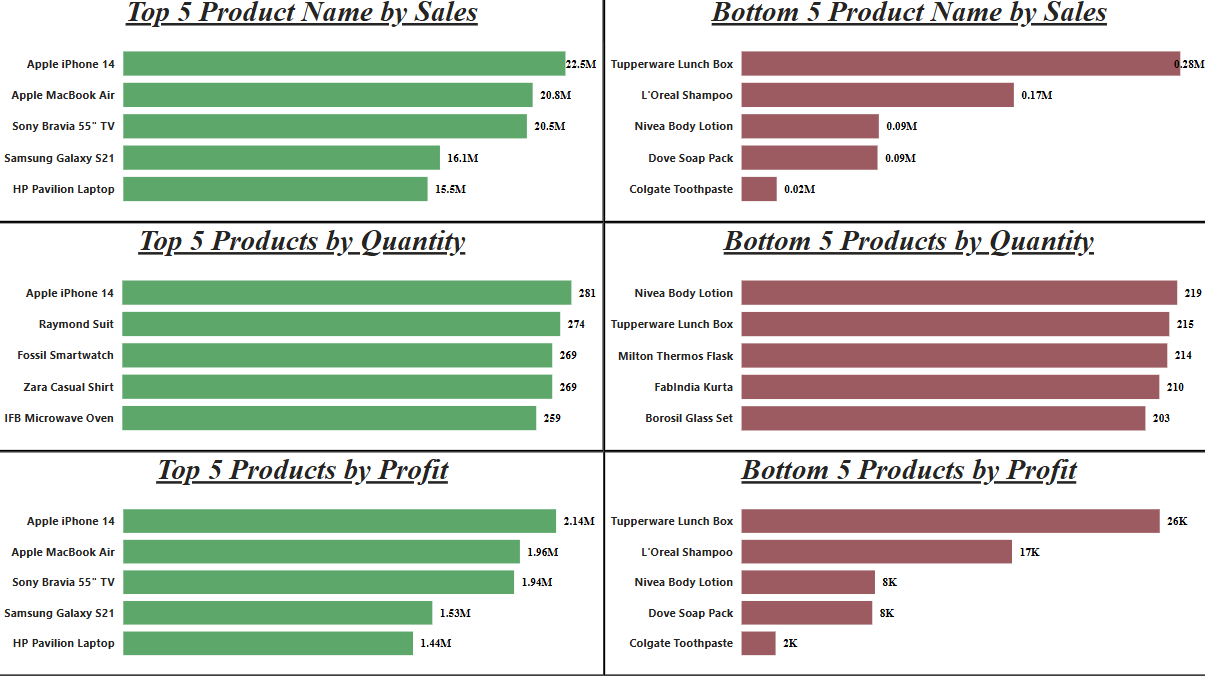 Top 5 Product Name by Sales
Apple iPhone 14 22.5M
Apple MacBook Air 20.8M
Sony Bravia 55" TV 20.5M
Samsung Galaxy S21 16.1M
HP Pavilion Laptop 15.5M
Bottom 5 Product Name by Sales
Tupperware Lunch Box 0.28M
L'Oreal Shampoo 0.17M
Nivea Body Lotion 0.09M
Dove Soap Pack 0.09M
Colgate Toothpaste 0.02M
Top 5 Products by Quantity
Apple iPhone 14 281
Raymond Suit 274
Fossil Smartwatch 269
Zara Casual Shirt 269
IFB Microwave Oven 259
Bottom 5 Products by Quantity
Nivea Body Lotion 219
Tupperware Lunch Box 215
Milton Thermos Flask 214
FabIndia Kurta 210
Borosil Glass Set 203
Top 5 Products by Profit
Apple iPhone 14 2.14M
Apple MacBook Air 1.96M
Sony Bravia 55" TV 1.94M
Samsung Galaxy S21 1.53M
HP Pavilion Laptop 1.44M
Bottom 5 Products by Profit
Tupperware Lunch Box 26K
L'Oreal Shampoo 17K
Nivea Body Lotion 8K
Dove Soap Pack 8K
Colgate Toothpaste 2K